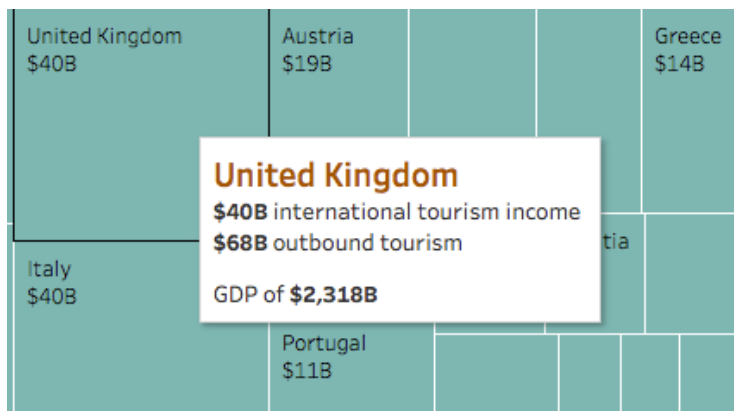 United Kingdom
$40B
Austria
$19B
Greece
$14B
United Kingdom
$40B international tourism income
$68B outbound tourism
GDP of $2,318B
Italy
$40B
tia
Portugal
$11B